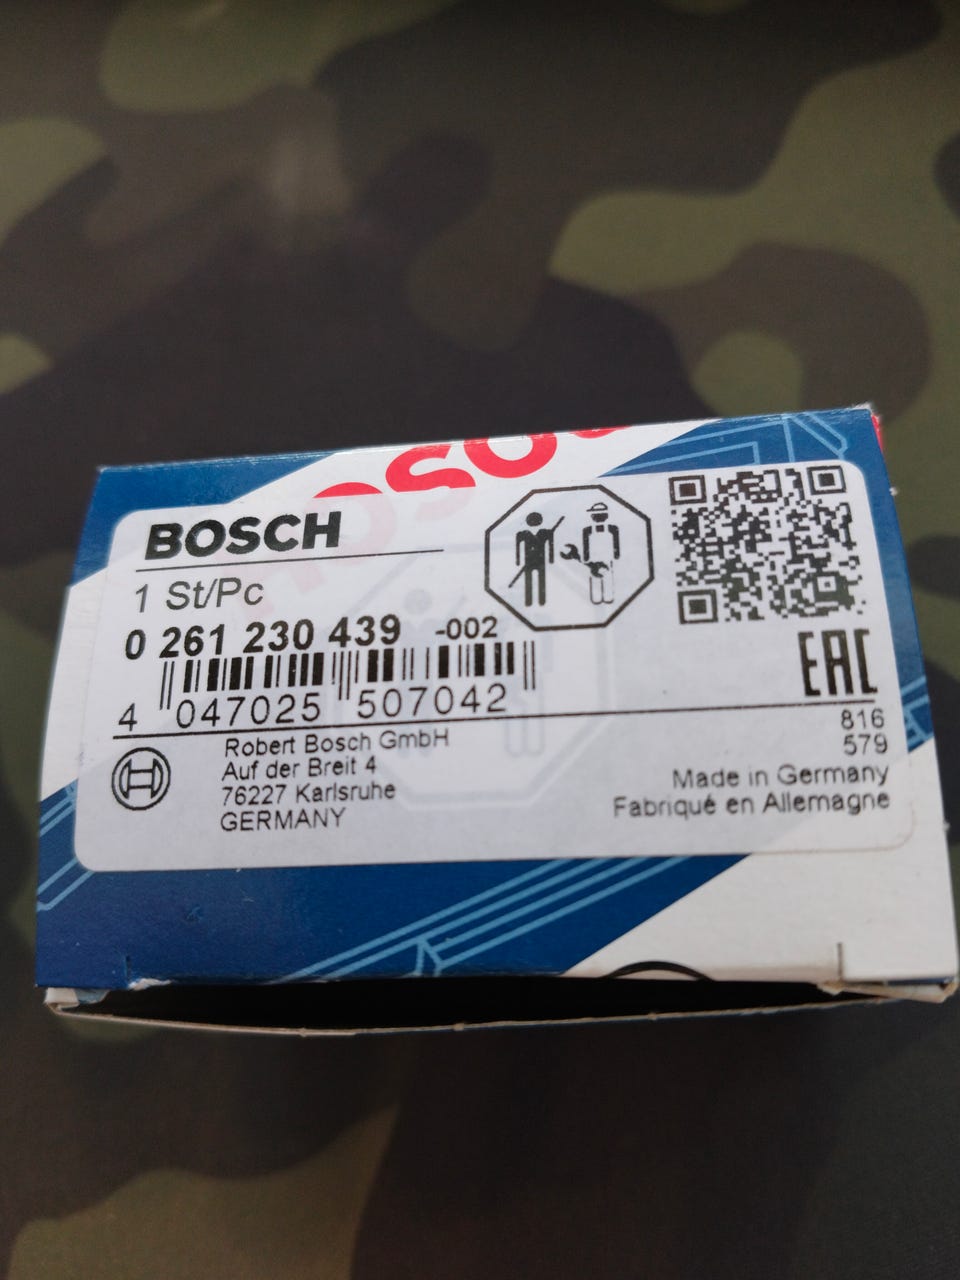 BOSCH
BOSCH
1 St/Pc
0 261 230 439 -002
4 047025 507042
EAC
Robert Bosch GmbH
Auf der Breit 4
76227 Karlsruhe
GERMANY
816
579
Made in Germany
Fabriqué en Allemagne